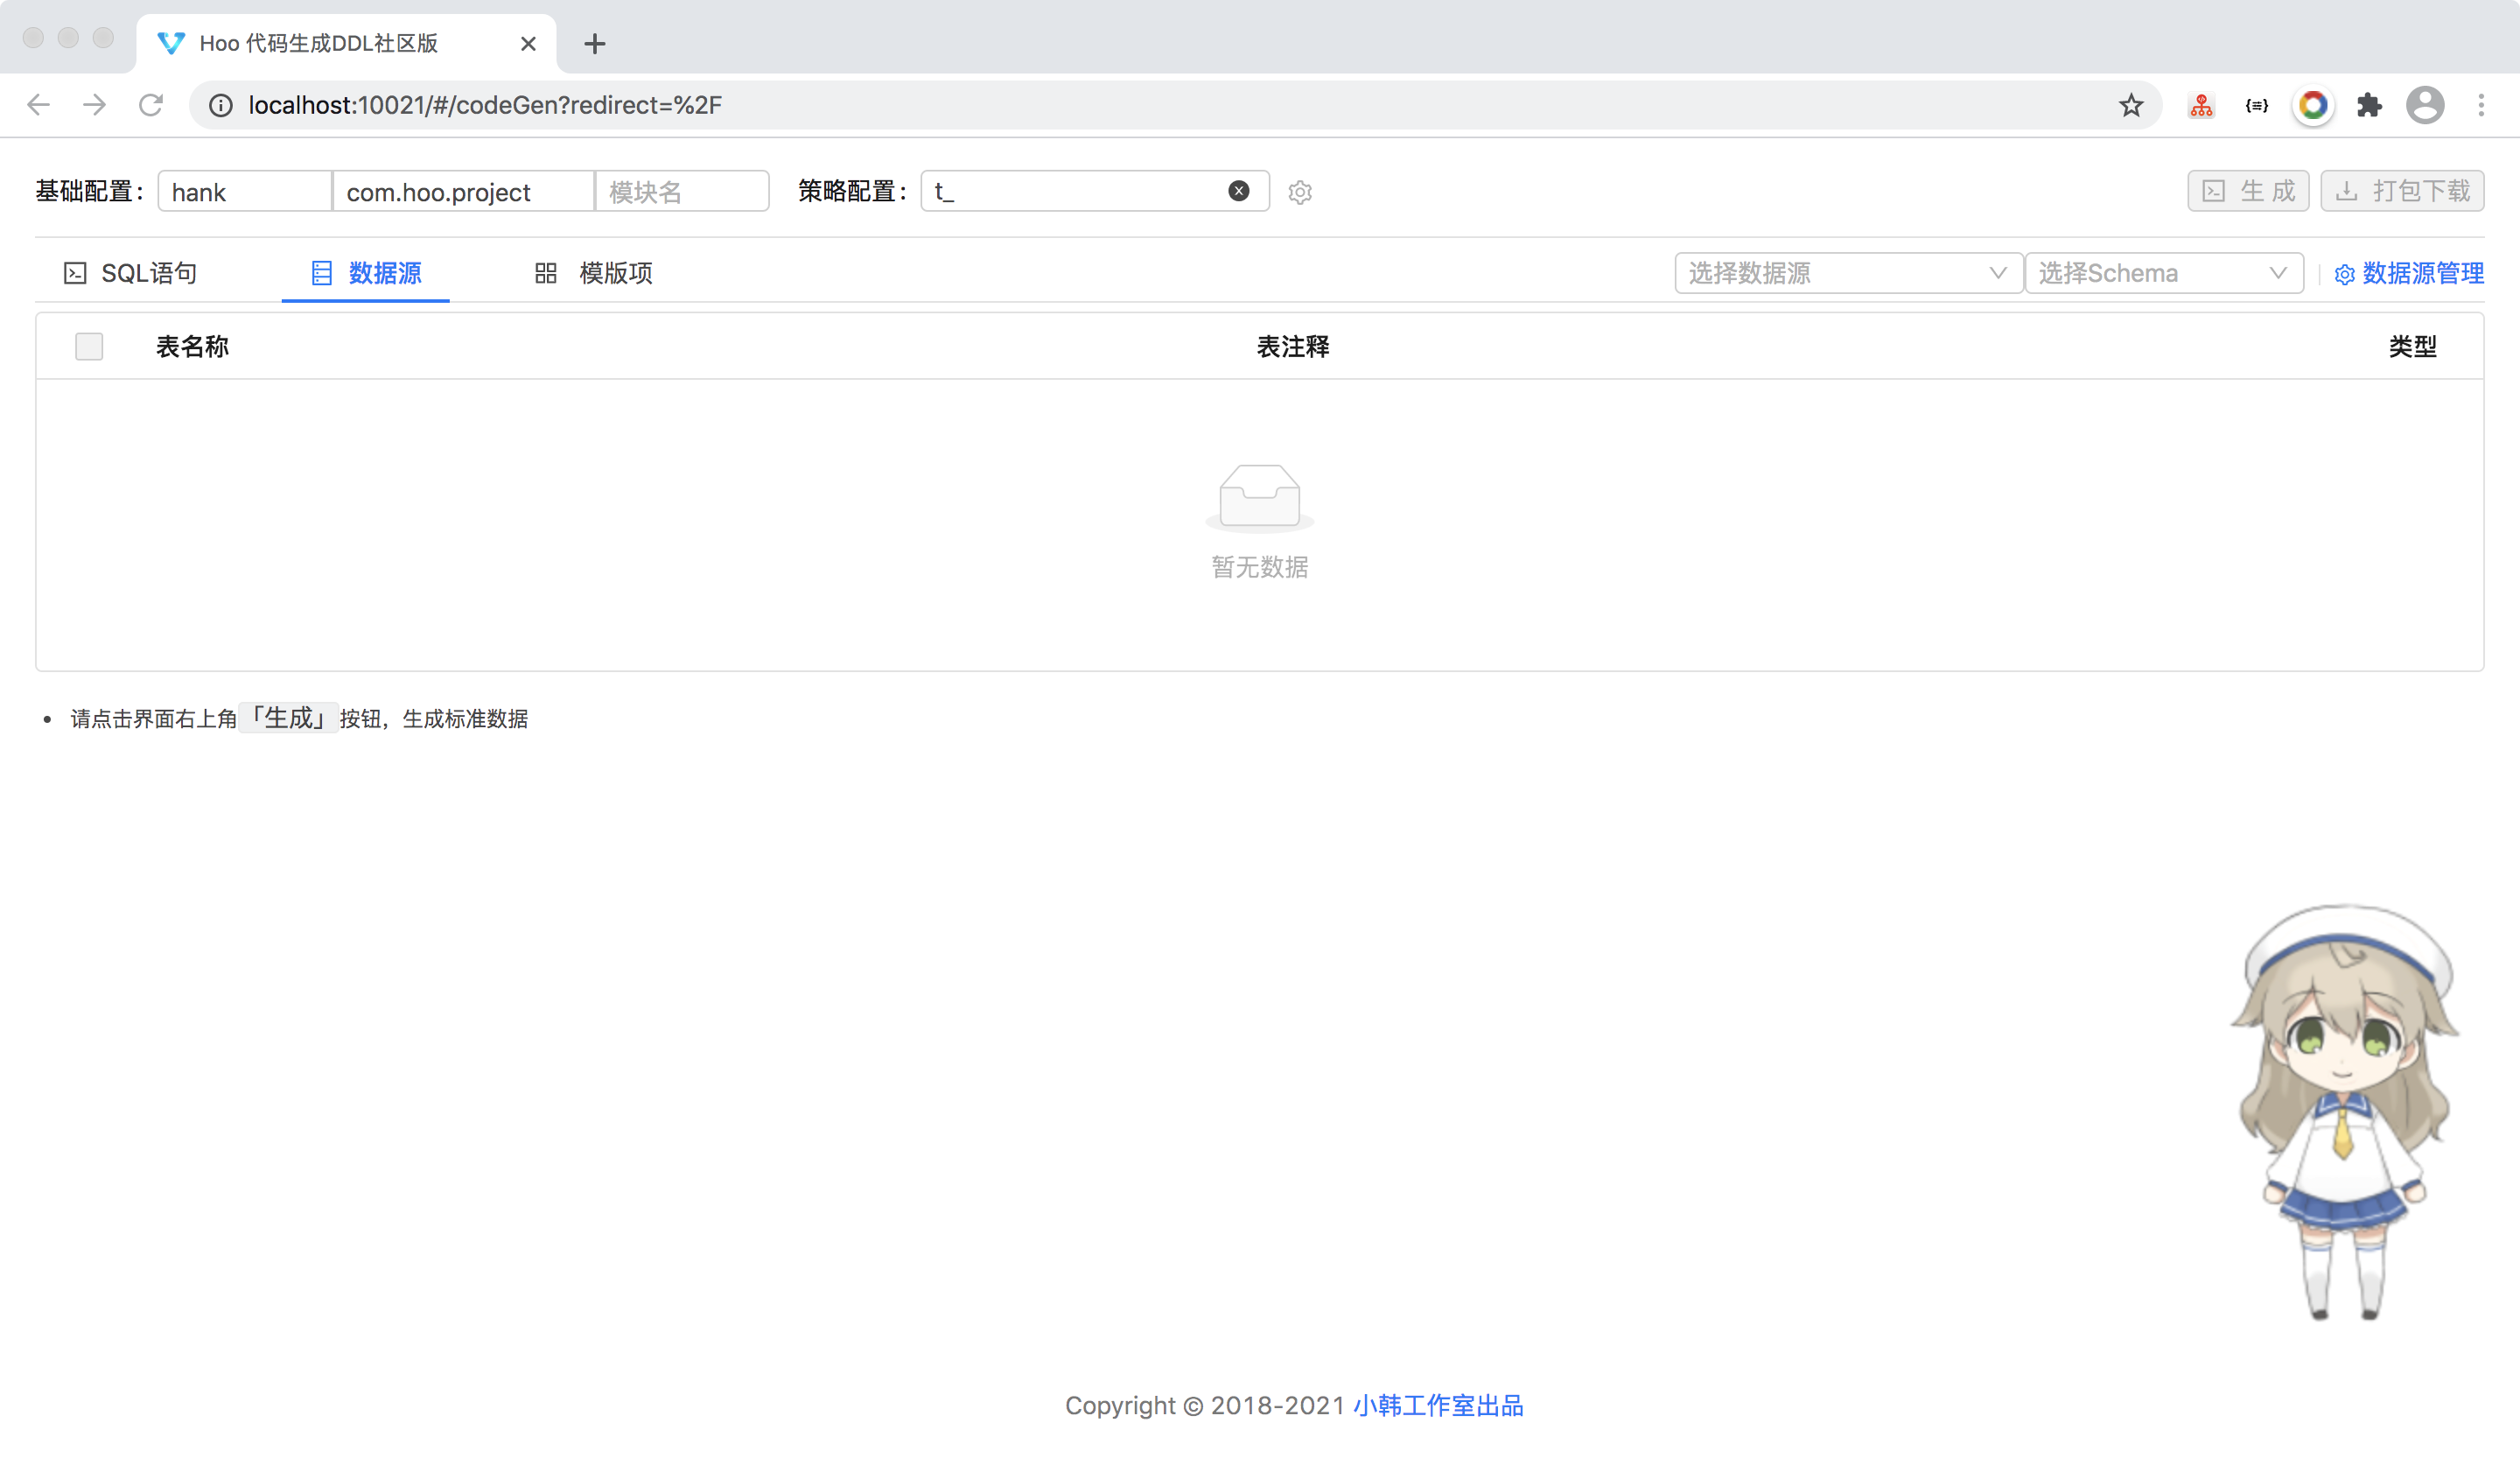 Hoo 代码生成DDL社区版
localhost:10021/#/codeGen?redirect=%2F
基础配置： hank com.hoo.project 模块名 策略配置： t_ 生 成 打包下载
SQL语句 数据源 模版项 选择数据源 选择Schema 数据源管理
表名称 表注释 类型
暂无数据
• 请点击界面右上角「生成」按钮，生成标准数据
Copyright © 2018-2021 小韩工作室出品